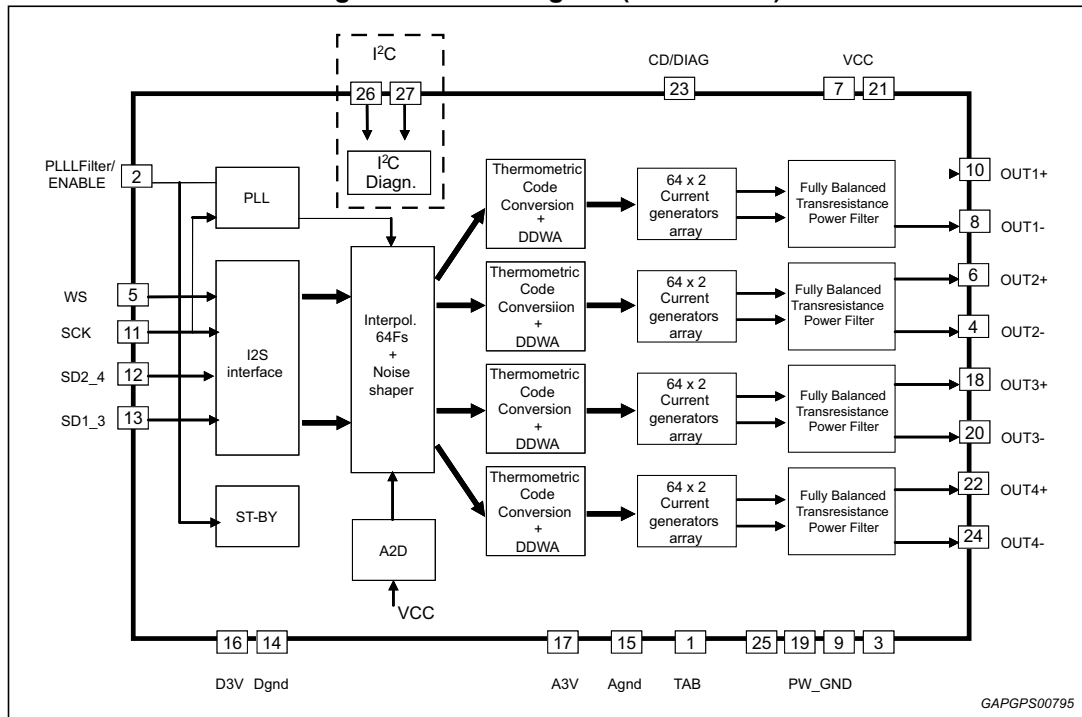 I²C
CD/DIAG
VCC
26
27
23
7
21
PLLLFilter/
ENABLE
2
PLL
I²C
Diagn.
WS
5
SCK
11
SD2_4
12
SD1_3
13
I2S
interface
ST-BY
Interpol.
64Fs
+
Noise
shaper
A2D
VCC
Thermometric
Code
Conversion
+
DDWA
64 x 2
Current
generators
array
Fully Balanced
Transresistance
Power Filter
10
OUT1+
8
OUT1-
Thermometric
Code
Conversiion
+
DDWA
64 x 2
Current
generators
array
Fully Balanced
Transresistance
Power Filter
6
OUT2+
4
OUT2-
Thermometric
Code
Conversion
+
DDWA
64 x 2
Current
generators
array
Fully Balanced
Transresistance
Power Filter
18
OUT3+
20
OUT3-
Thermometric
Code
Conversion
+
DDWA
64 x 2
Current
generators
array
Fully Balanced
Transresistance
Power Filter
22
OUT4+
24
OUT4-
16
14
17
15
1
25
19
9
3
D3V
Dgnd
A3V
Agnd
TAB
PW_GND
GAPGPS00795